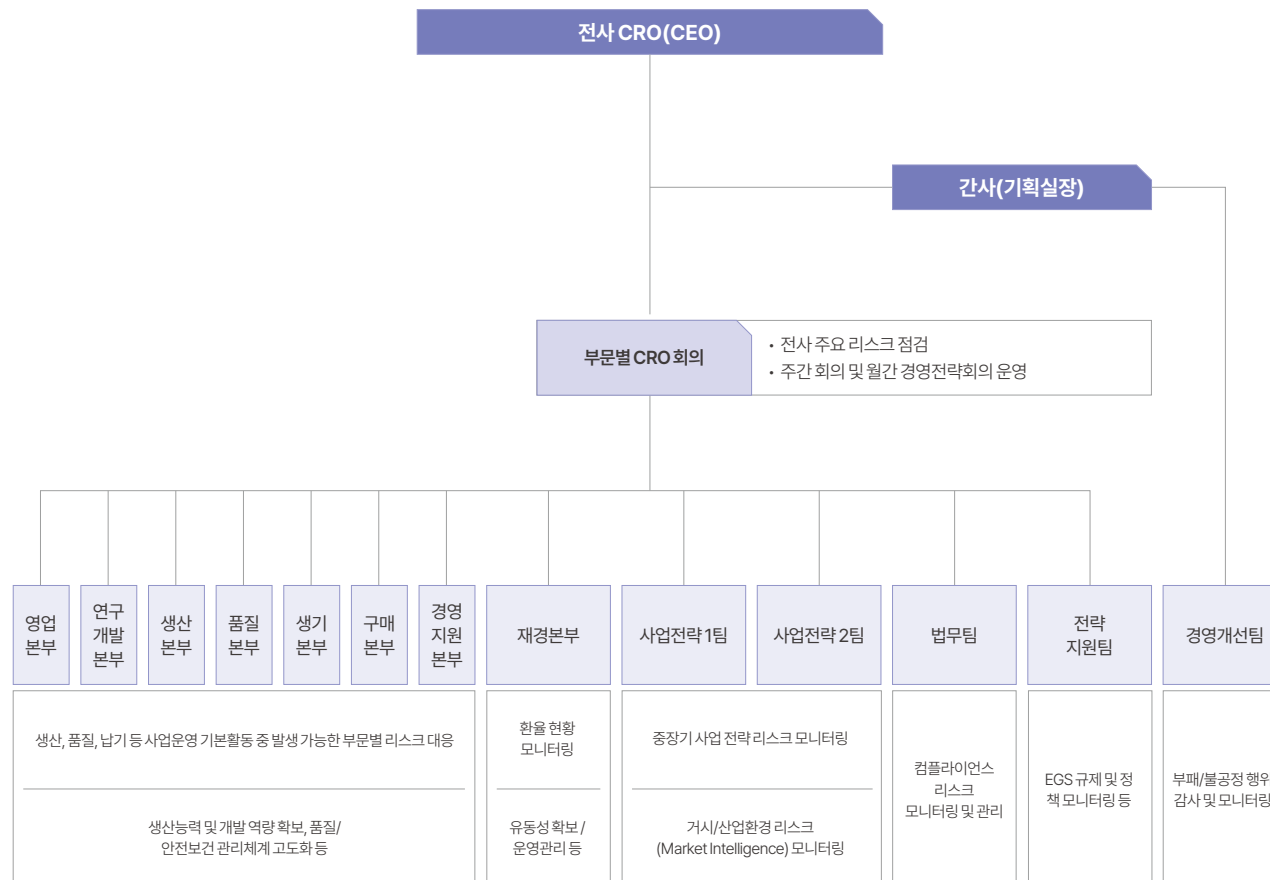 전사 CRO(CEO)
간사(기획실장)
부문별 CRO 회의
• 전사 주요 리스크 점검
• 주간 회의 및 월간 경영전략회의 운영
영업
본부
연구
개발
본부
생산
본부
품질
본부
생기
본부
구매
본부
경영
지원
본부
재경본부
사업전략 1팀
사업전략 2팀
법무팀
전략
지원팀
경영개선팀
생산, 품질, 납기 등 사업운영 기본활동 중 발생 가능한 부문별 리스크 대응
생산능력 및 개발 역량 확보, 품질/
안전보건 관리체계 고도화 등
환율 현황
모니터링
유동성 확보 /
운영관리 등
중장기 사업 전략 리스크 모니터링
거시/산업환경 리스크
(Market Intelligence) 모니터링
컴플라이언스
리스크
모니터링 및 관리
EGS 규제 및 정
책 모니터링 등
부패/불공정 행위
감사 및 모니터링